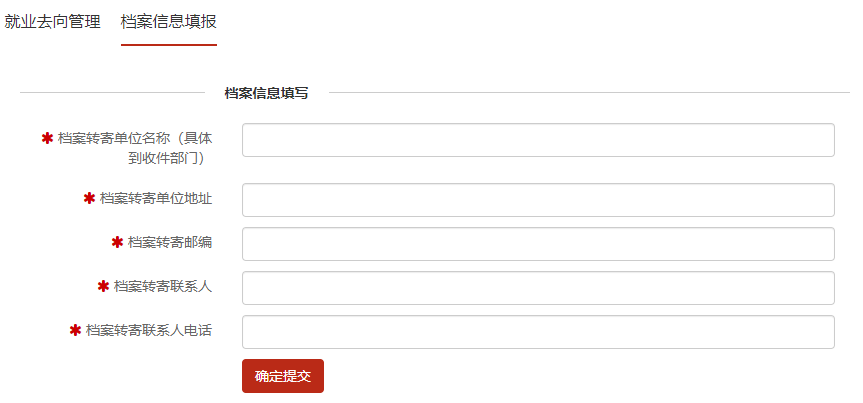 就业去向管理 档案信息填报
档案信息填写
✱ 档案转寄单位名称（具体
到收件部门）
✱ 档案转寄单位地址
✱ 档案转寄邮编
✱ 档案转寄联系人
✱ 档案转寄联系人电话
确定提交